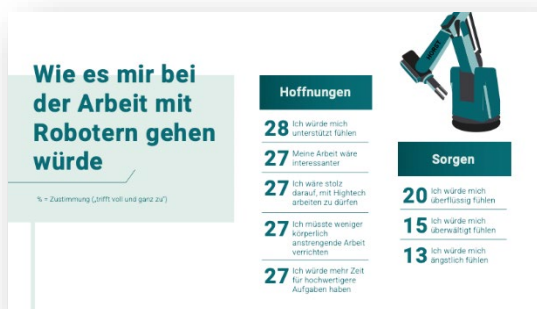 Wie es mir bei
der Arbeit mit
Robotern gehen
würde
% = Zustimmung („trifft voll und ganz zu“)
Hoffnungen
28 Ich würde mich
unterstützt fühlen
27 Meine Arbeit wäre
interessanter
27 Ich wäre stolz
darauf, mit Hightech
arbeiten zu dürfen
27 Ich müsste weniger
körperlich
anstrengende Arbeit
verrichten
27 Ich würde mehr Zeit
für hochwertigere
Aufgaben haben
HORST
Sorgen
20 Ich würde mich
überflüssig fühlen
15 Ich würde mich
überwältigt fühlen
13 Ich würde mich
ängstlich fühlen